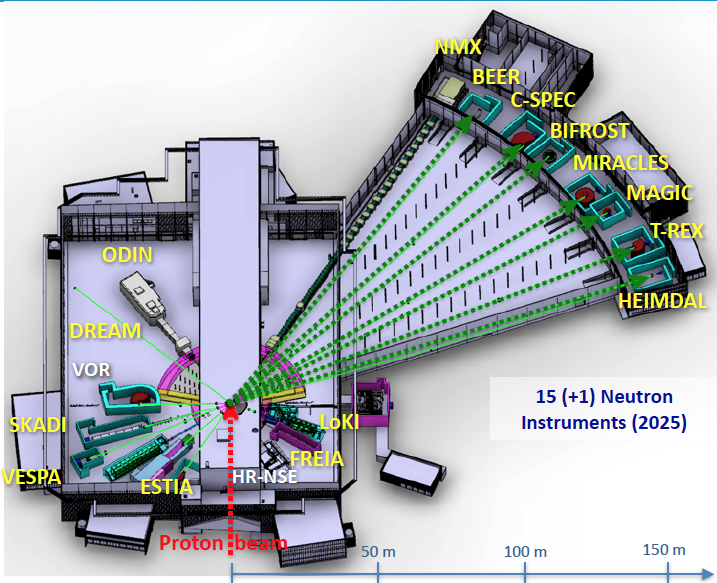 NMX
BEER
C-SPEC
BIFROST
MIRACLES
MAGIC
T-REX
HEIMDAL
ODIN
DREAM
VOR
SKADI
VESPA
ESTIA
HR-NSE
FREIA
LoKI
15 (+1) Neutron
Instruments (2025)
Proton beam
50 m
100 m
150 m